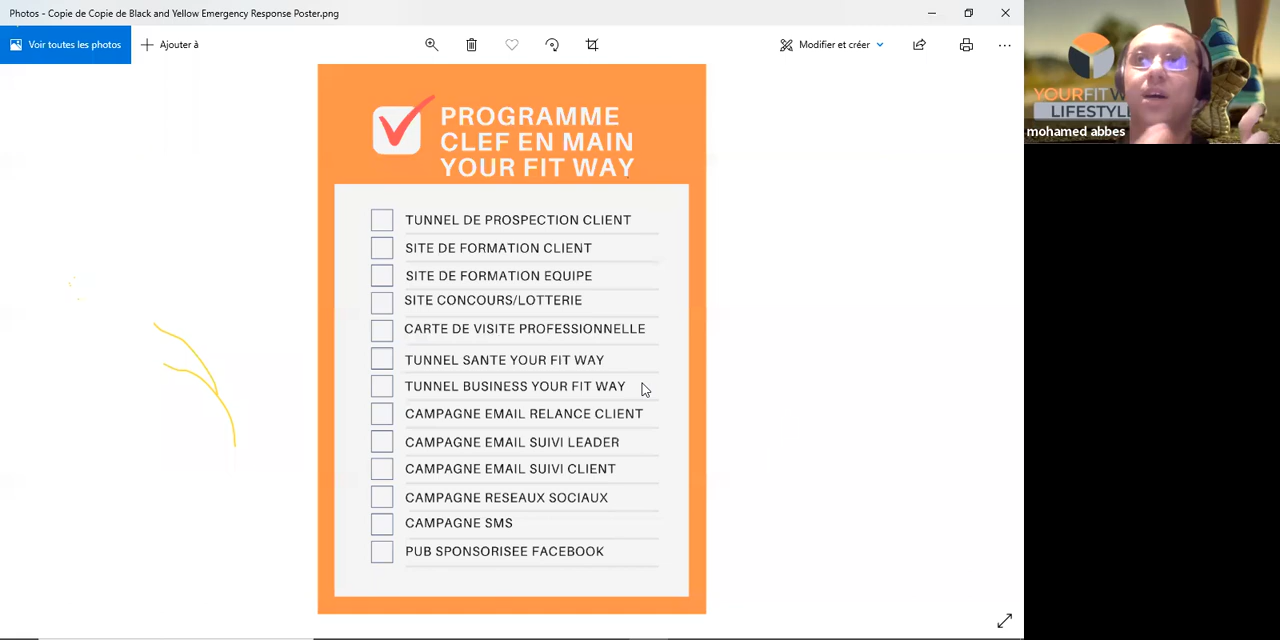 Photos - Copie de Copie de Black and Yellow Emergency Response Poster.png
Voir toutes les photos
Ajouter à
Modifier et créer
PROGRAMME
CLEF EN MAIN
YOUR FIT WAY
TUNNEL DE PROSPECTION CLIENT
SITE DE FORMATION CLIENT
SITE DE FORMATION EQUIPE
SITE CONCOURS/LOTTERIE
CARTE DE VISITE PROFESSIONNELLE
TUNNEL SANTE YOUR FIT WAY
TUNNEL BUSINESS YOUR FIT WAY
CAMPAGNE EMAIL RELANCE CLIENT
CAMPAGNE EMAIL SUIVI LEADER
CAMPAGNE EMAIL SUIVI CLIENT
CAMPAGNE RESEAUX SOCIAUX
CAMPAGNE SMS
PUB SPONSORISEE FACEBOOK
YOURFIT
LIFESTYLE
mohamed abbes